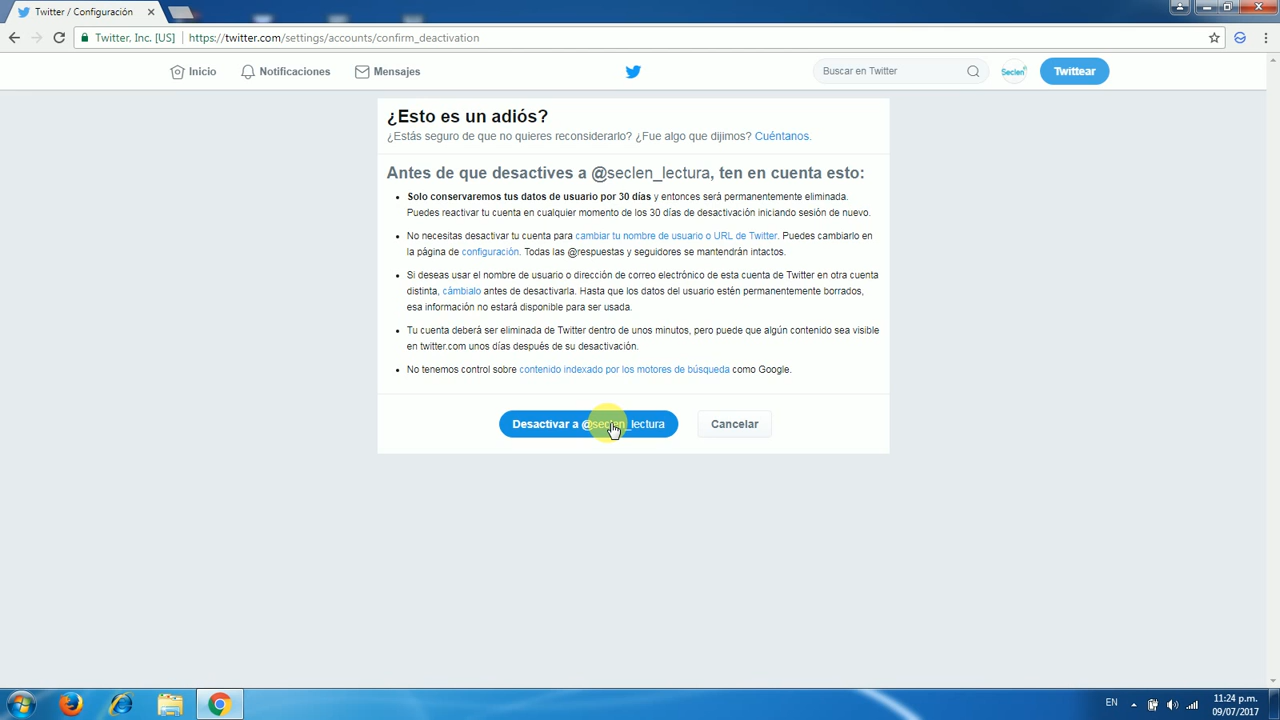 Twitter / Configuración
Twitter, Inc. [US] | https://twitter.com/settings/accounts/confirm_deactivation
Inicio Notificaciones Mensajes Buscar en Twitter Seclen Twittear
¿Esto es un adiós?
¿Estás seguro de que no quieres reconsiderarlo? ¿Fue algo que dijimos? Cuéntanos.
Antes de que desactives a @seclen_lectura, ten en cuenta esto:
• Solo conservaremos tus datos de usuario por 30 días y entonces será permanentemente eliminada.
Puedes reactivar tu cuenta en cualquier momento de los 30 días de desactivación iniciando sesión de nuevo.
• No necesitas desactivar tu cuenta para cambiar tu nombre de usuario o URL de Twitter. Puedes cambiarlo en
la página de configuración. Todas las @respuestas y seguidores se mantendrán intactos.
• Si deseas usar el nombre de usuario o dirección de correo electrónico de esta cuenta de Twitter en otra cuenta
distinta, cámbialo antes de desactivarla. Hasta que los datos del usuario estén permanentemente borrados,
esa información no estará disponible para ser usada.
• Tu cuenta deberá ser eliminada de Twitter dentro de unos minutos, pero puede que algún contenido sea visible
en twitter.com unos días después de su desactivación.
• No tenemos control sobre contenido indexado por los motores de búsqueda como Google.
Desactivar a @seclen_lectura Cancelar
EN 11:24 p.m.
09/07/2017